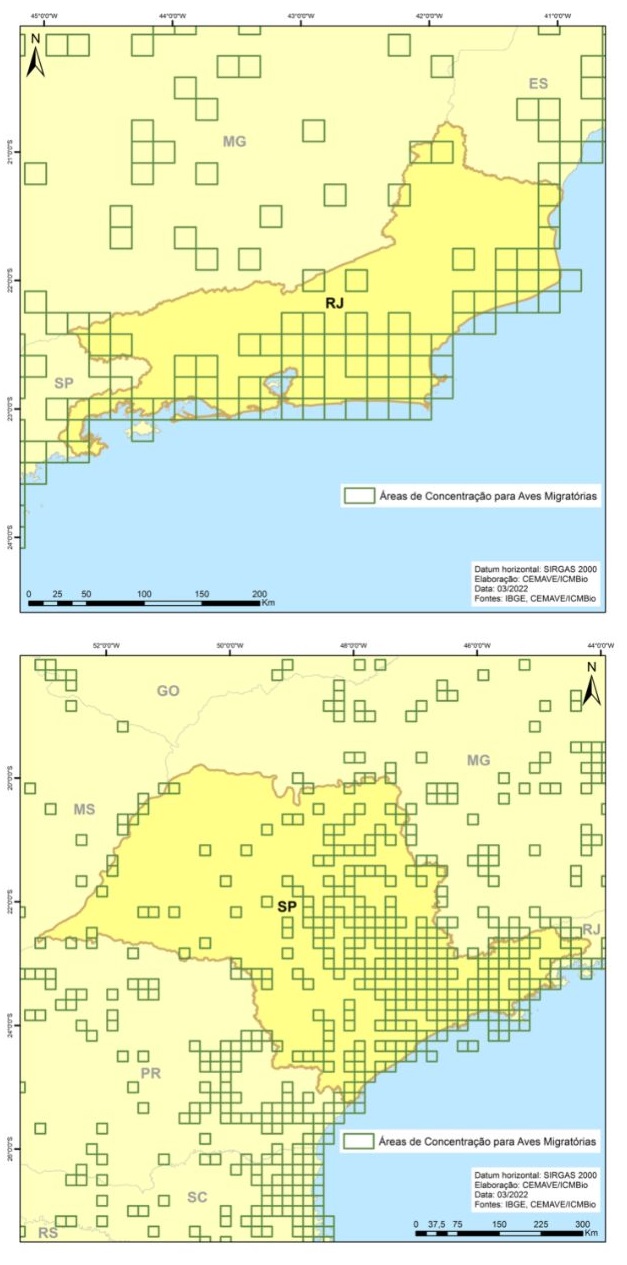 45°0'0"W 44°0'0"W 43°0'0"W 42°0'0"W 41°0'0"W
N
ES
MG
21°0'0"S
22°0'0"S
RJ
SP
23°0'0"S
Áreas de Concentração para Aves Migratórias
24°0'0"S
Datum horizontal: SIRGAS 2000
Elaboração: CEMAVE/ICMBio
Data: 03/2022
Fontes: IBGE, CEMAVE/ICMBio
0 25 50 100 150 200
Km
52°0'0"W 50°0'0"W 48°0'0"W 46°0'0"W 44°0'0"W
N
GO
MG
20°0'0"S
MS
22°0'0"S
SP
RJ
24°0'0"S
PR
Áreas de Concentração para Aves Migratórias
26°0'0"S
Datum horizontal: SIRGAS 2000
Elaboração: CEMAVE/ICMBio
Data: 03/2022
Fontes: IBGE, CEMAVE/ICMBio
SC
RS
0 37,5 75 150 225 300
Km